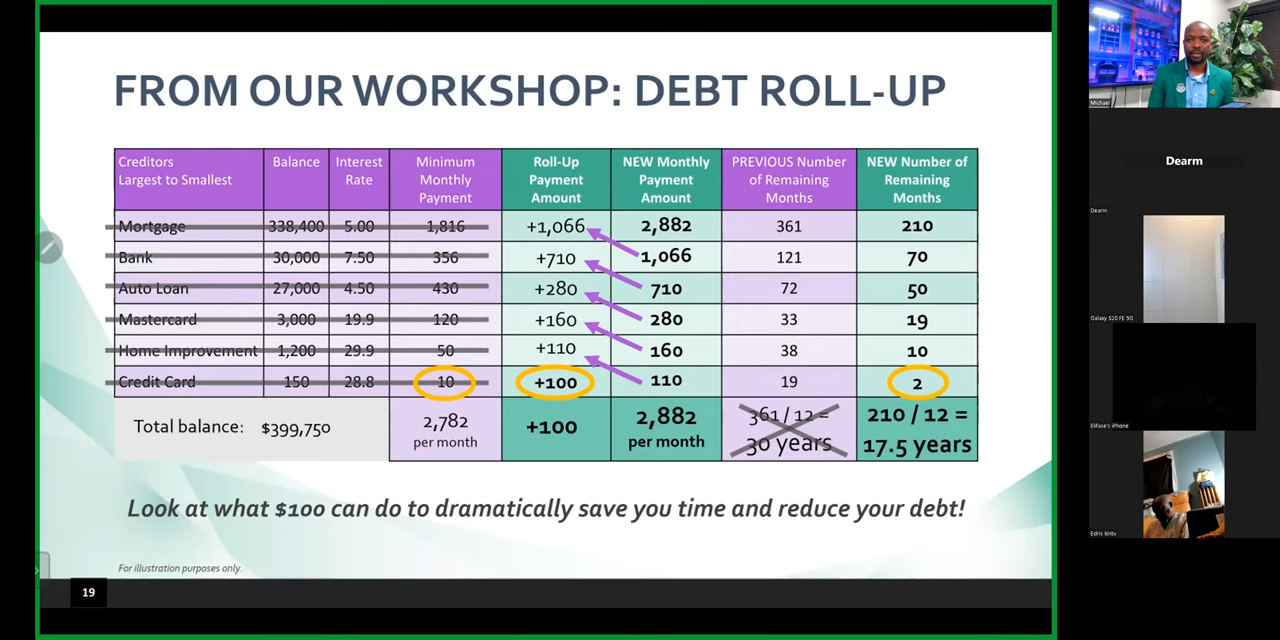 FROM OUR WORKSHOP: DEBT ROLL-UP
Creditors Largest to Smallest Balance Interest Rate Minimum Monthly Payment Roll-Up Payment Amount NEW Monthly Payment Amount PREVIOUS Number of Remaining Months NEW Number of Remaining Months
Mortgage 338,400 5.00 1,816 +1,066 2,882 361 210
Bank 30,000 7.50 356 +710 1,066 121 70
Auto Loan 27,000 4.50 430 +280 710 72 50
Mastercard 3,000 19.9 120 +160 280 33 19
Home Improvement 1,200 29.9 50 +110 160 38 10
Credit Card 150 28.8 10 +100 110 19 2
Total balance: $399,750 2,782 per month +100 2,882 per month 361 / 12 = 30 years 210 / 12 = 17.5 years
Look at what $100 can do to dramatically save you time and reduce your debt!
For illustration purposes only.
19
Michael
Dearm
Dearm
Galaxy S20 FE 5G
Elifase's iPhone
Edris Isintu